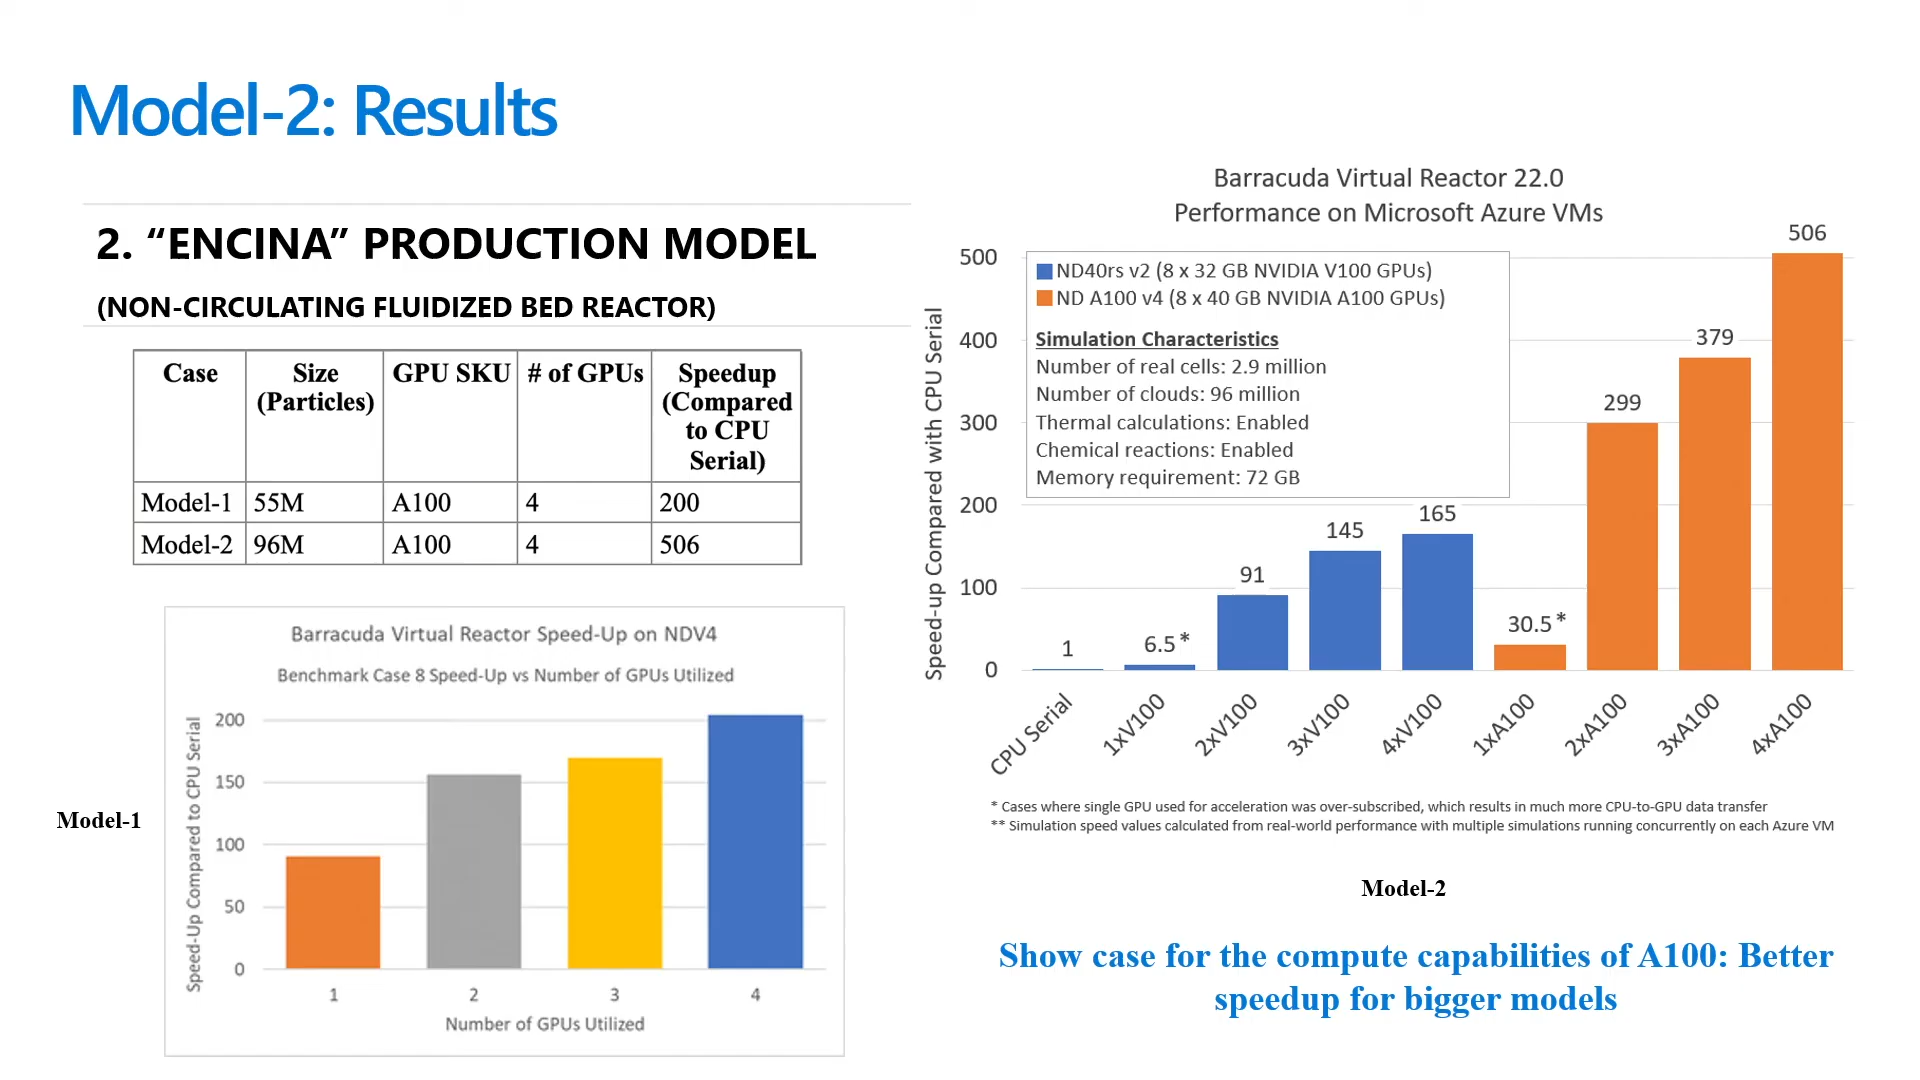 Model-2: Results
2. “ENCINA” PRODUCTION MODEL
(NON-CIRCULATING FLUIDIZED BED REACTOR)
Case Size (Particles) GPU SKU # of GPUs Speedup (Compared to CPU Serial)
Model-1 55M A100 4 200
Model-2 96M A100 4 506
Model-1
Barracuda Virtual Reactor Speed-Up on NDV4
Benchmark Case 8 Speed-Up vs Number of GPUs Utilized
Speed-Up Compared to CPU Serial
200
150
100
50
0
1 2 3 4
Number of GPUs Utilized
Barracuda Virtual Reactor 22.0
Performance on Microsoft Azure VMs
Speed-up Compared with CPU Serial
500
400
300
200
100
0
ND40rs v2 (8 x 32 GB NVIDIA V100 GPUs)
ND A100 v4 (8 x 40 GB NVIDIA A100 GPUs)
Simulation Characteristics
Number of real cells: 2.9 million
Number of clouds: 96 million
Thermal calculations: Enabled
Chemical reactions: Enabled
Memory requirement: 72 GB
1 6.5* 91 145 165 30.5* 299 379 506
CPU Serial 1xV100 2xV100 3xV100 4xV100 1xA100 2xA100 3xA100 4xA100
* Cases where single GPU used for acceleration was over-subscribed, which results in much more CPU-to-GPU data transfer
** Simulation speed values calculated from real-world performance with multiple simulations running concurrently on each Azure VM
Model-2
Show case for the compute capabilities of A100: Better
speedup for bigger models